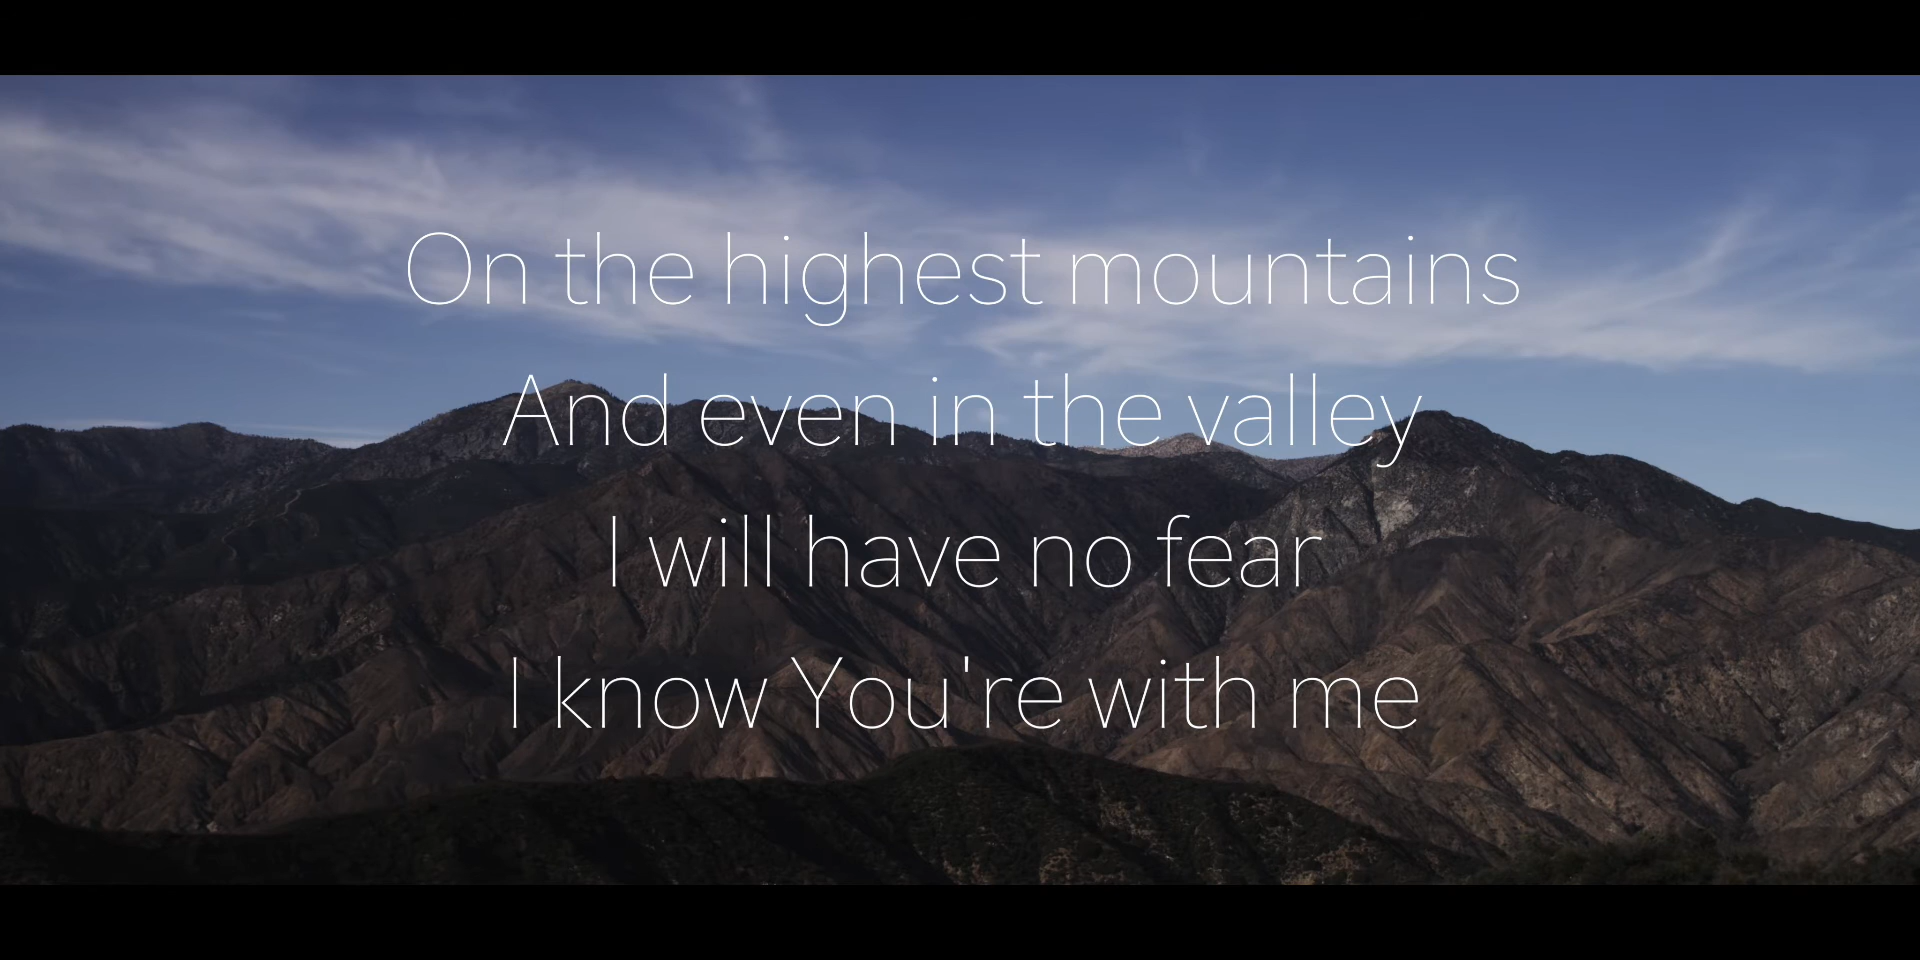 On the highest mountains
And even in the valley
I will have no fear
I know You're with me